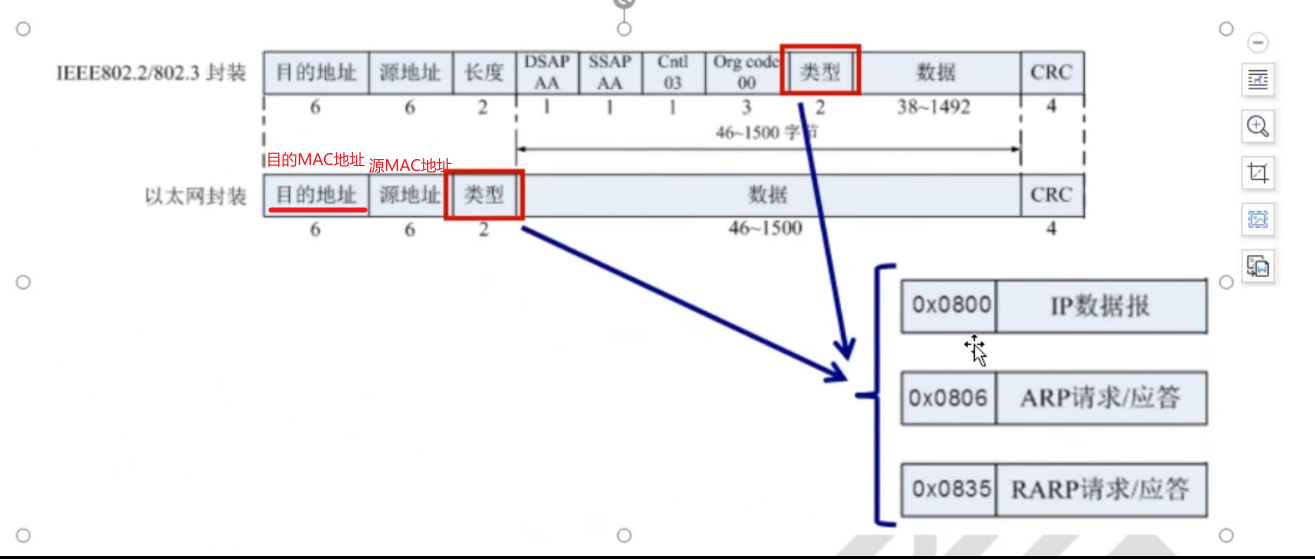 IEEE802.2/802.3 封装 目的地址 源地址 长度 DSAP AA SSAP AA Cntl 03 Org code 00 类型 数据 CRC
6 6 2 1 1 1 3 2 38~1492 4
46~1500 字节
目的MAC地址 源MAC地址
以太网封装 目的地址 源地址 类型 数据 CRC
6 6 2 46~1500 4
0x0800 IP数据报
0x0806 ARP请求/应答
0x0835 RARP请求/应答